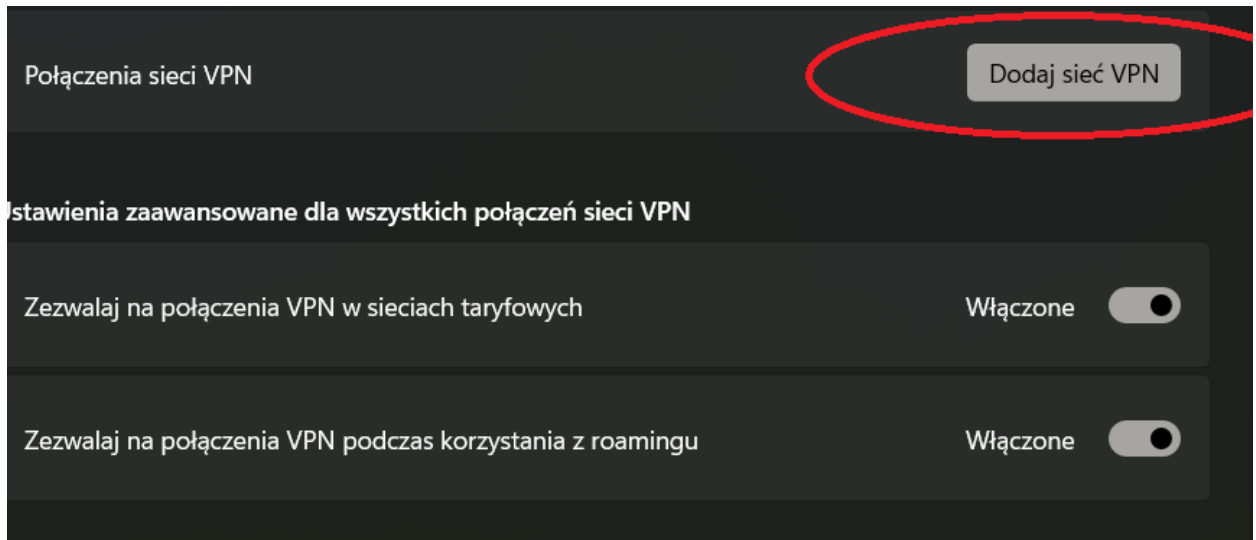 Połączenia sieci VPN
Dodaj sieć VPN
Ustawienia zaawansowane dla wszystkich połączeń sieci VPN
Zezwalaj na połączenia VPN w sieciach taryfowych
Włączone
Zezwalaj na połączenia VPN podczas korzystania z roamingu
Włączone